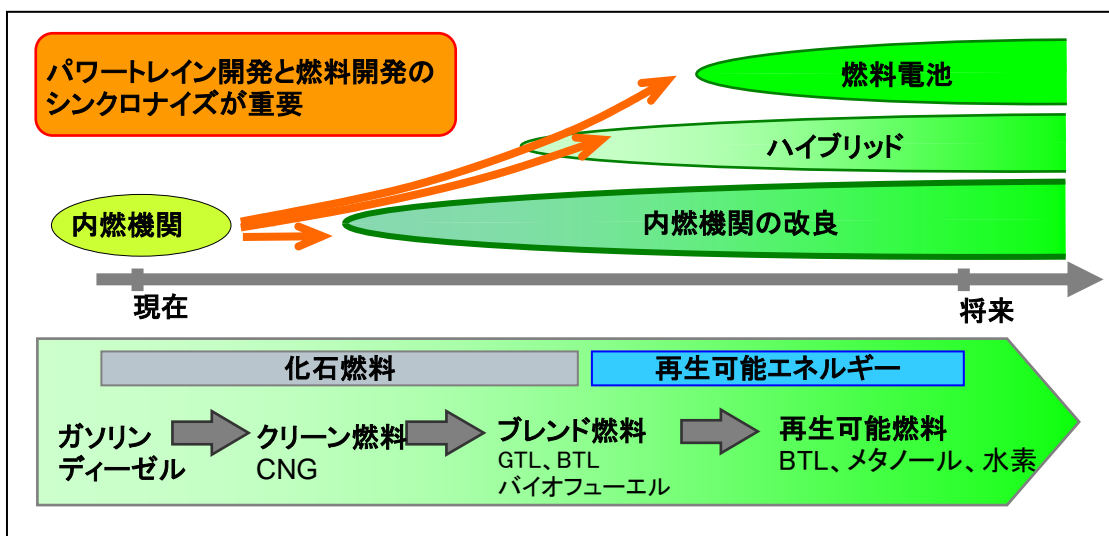 パワートレイン開発と燃料開発の
シンクロナイズが重要
燃料電池
ハイブリッド
内燃機関
内燃機関の改良
現在
将来
化石燃料
再生可能エネルギー
ガソリン
ディーゼル
クリーン燃料
CNG
ブレンド燃料
GTL、BTL
バイオフューエル
再生可能燃料
BTL、メタノール、水素